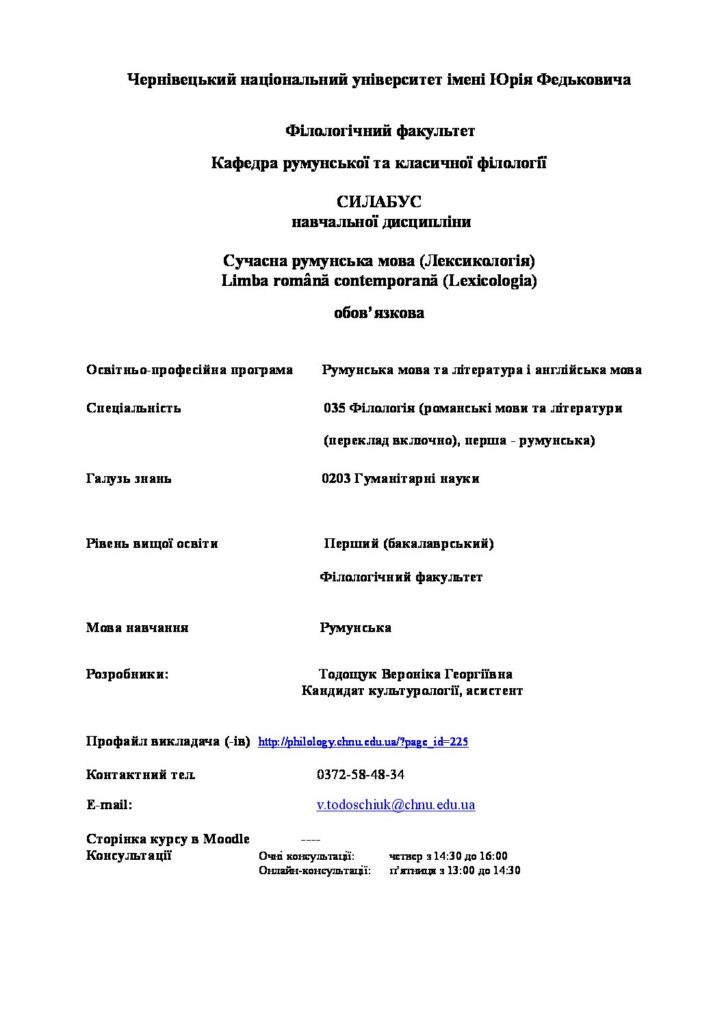 Чернівецький національний університет імені Юрія Федьковича
Філологічний факультет
Кафедра румунської та класичної філології
СИЛАБУС
навчальної дисципліни
Сучасна румунська мова (Лексикологія)
Limba română contemporană (Lexicologia)
обов’язкова
Освітньо-професійна програма Румунська мова та література і англійська мова
Спеціальність 035 Філологія (романські мови та літератури
(переклад включно), перша - румунська)
Галузь знань 0203 Гуманітарні науки
Рівень вищої освіти Перший (бакалаврський)
Філологічний факультет
Мова навчання Румунська
Розробники: Тодощук Вероніка Георгіївна
Кандидат культурології, асистент
Профайл викладача (-ів) http://philology.chnu.edu.ua/?page_id=225
Контактний тел. 0372-58-48-34
E-mail: v.todoschiuk@chnu.edu.ua
Сторінка курсу в Moodle ----
Консультації Очні консультації: четвер з 14:30 до 16:00
Онлайн-консультації: п’ятниця з 13:00 до 14:30